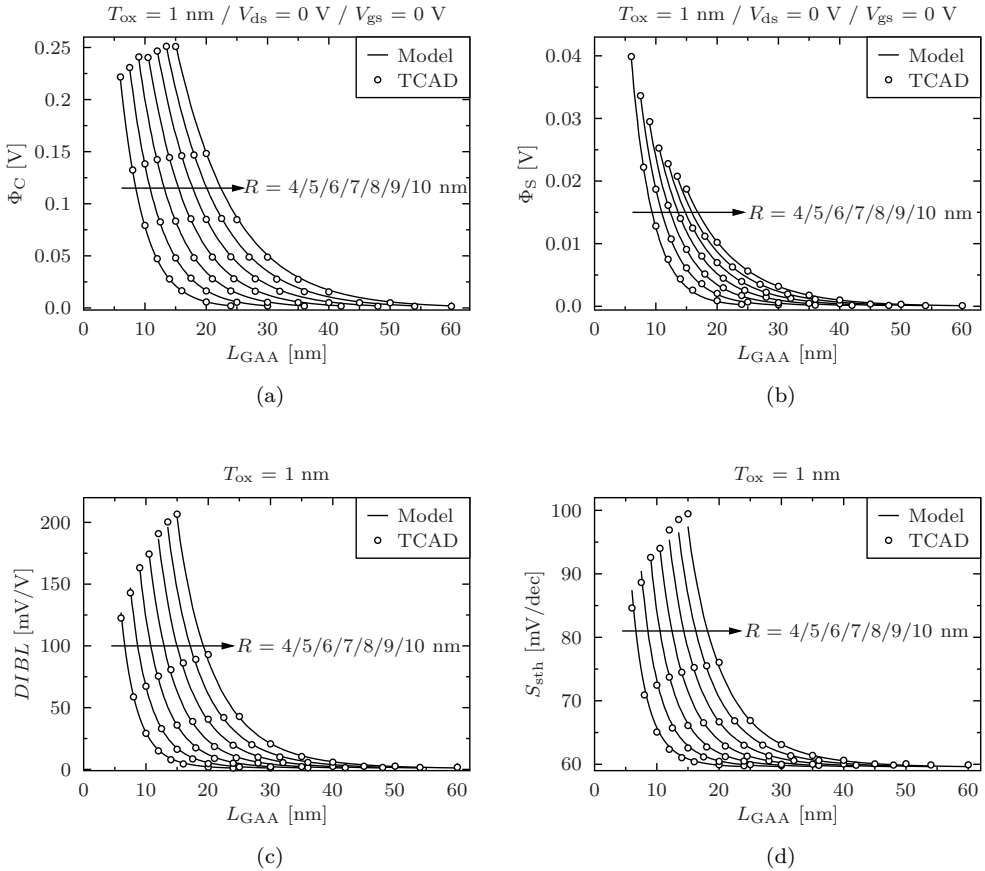 T_ox = 1 nm / V_ds = 0 V / V_gs = 0 V
Φ_C [V]
0.25
0.20
0.15
0.10
0.05
0.0
Model
TCAD
R = 4/5/6/7/8/9/10 nm
0 10 20 30 40 50 60
L_GAA [nm]
(a)
T_ox = 1 nm / V_ds = 0 V / V_gs = 0 V
Φ_S [V]
0.04
0.03
0.02
0.01
0.0
Model
TCAD
R = 4/5/6/7/8/9/10 nm
0 10 20 30 40 50 60
L_GAA [nm]
(b)
T_ox = 1 nm
DIBL [mV/V]
200
150
100
50
0
Model
TCAD
R = 4/5/6/7/8/9/10 nm
0 10 20 30 40 50 60
L_GAA [nm]
(c)
T_ox = 1 nm
S_sth [mV/dec]
100
90
80
70
60
Model
TCAD
R = 4/5/6/7/8/9/10 nm
0 10 20 30 40 50 60
L_GAA [nm]
(d)